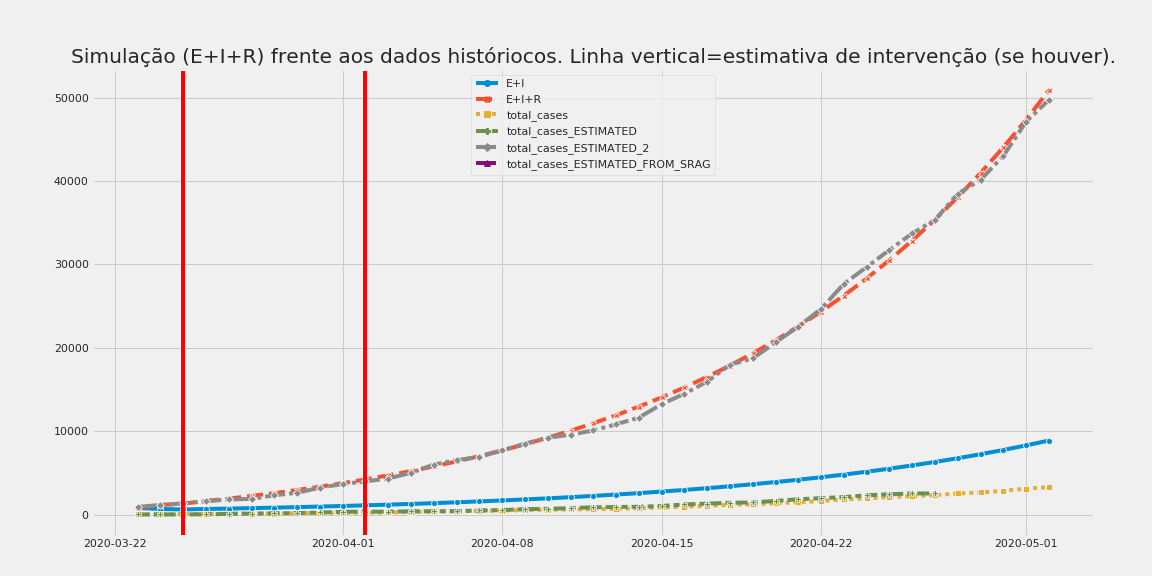 Simulação (E+I+R) frente aos dados históriocos. Linha vertical=estimativa de intervenção (se houver).
E+I
E+I+R
total_cases
total_cases_ESTIMATED
total_cases_ESTIMATED_2
total_cases_ESTIMATED_FROM_SRAG
50000
40000
30000
20000
10000
0
2020-03-22 2020-04-01 2020-04-08 2020-04-15 2020-04-22 2020-05-01